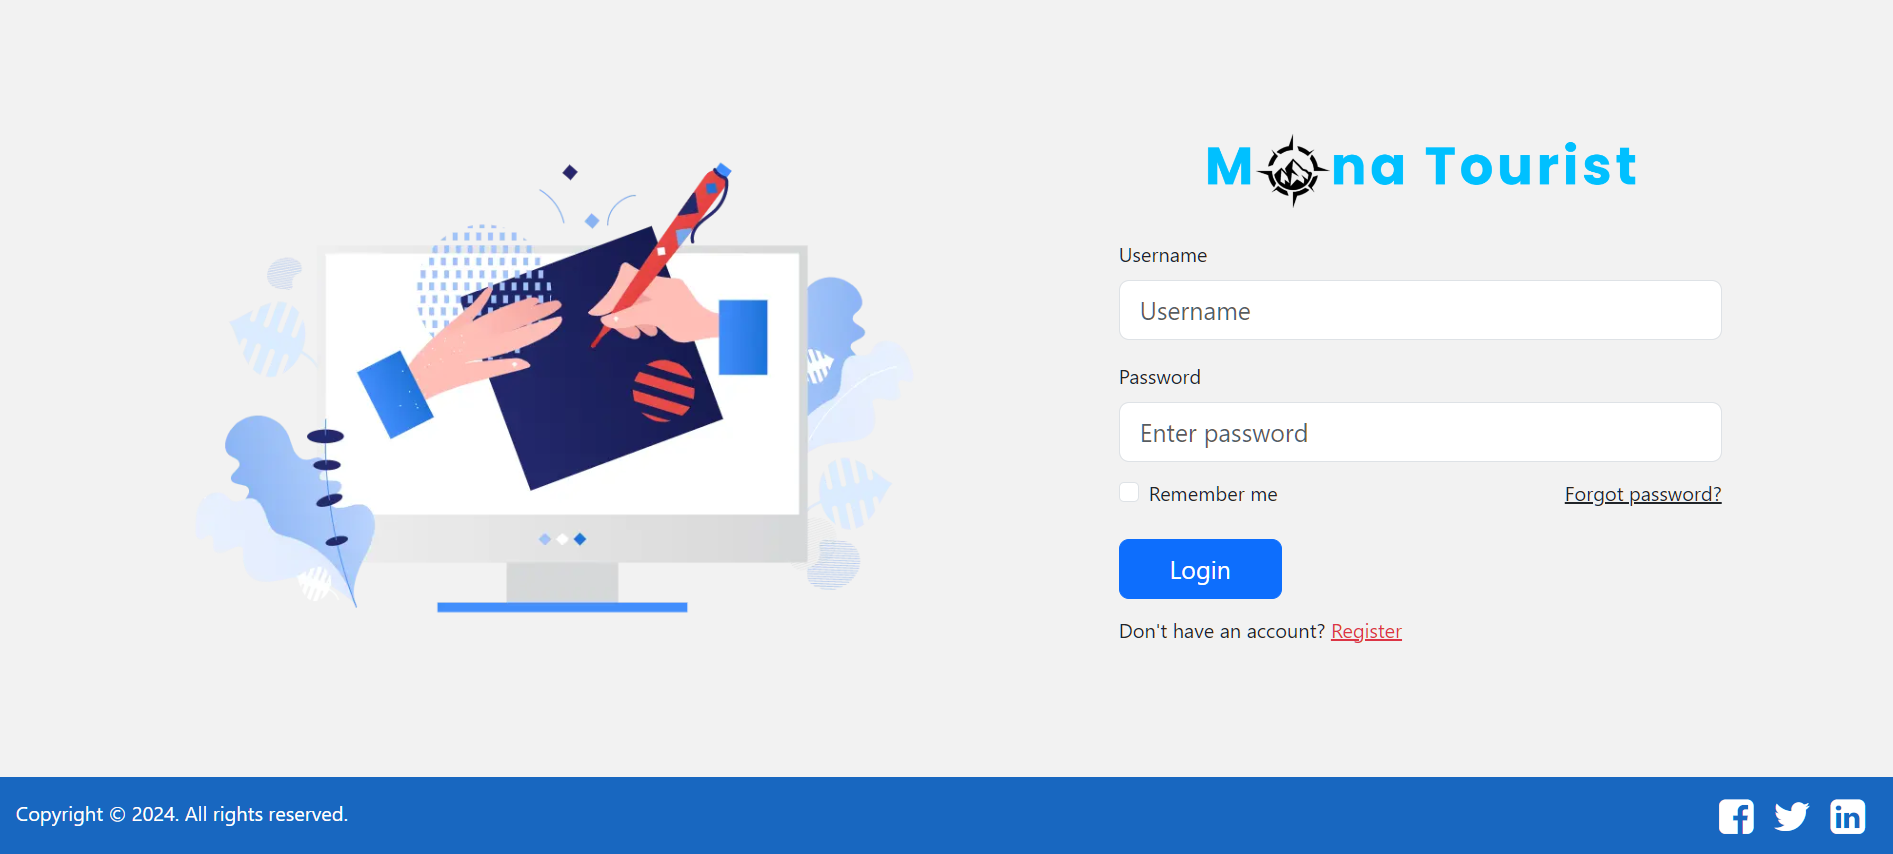 Mona Tourist
Username
Username
Password
Enter password
Remember me
Forgot password?
Login
Don't have an account? Register
Copyright © 2024. All rights reserved.